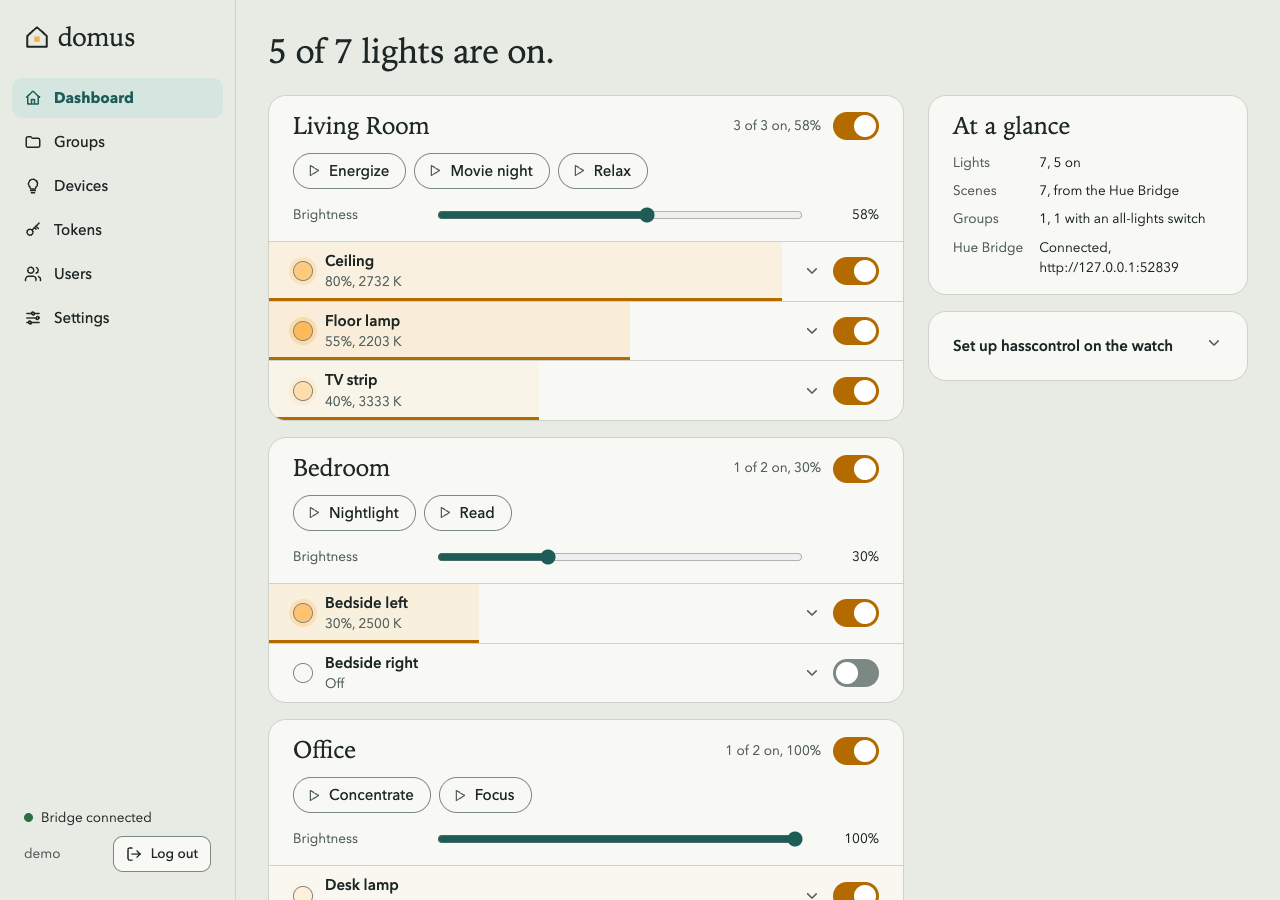 domus
Dashboard
Groups
Devices
Tokens
Users
Settings
Bridge connected
demo
Log out
5 of 7 lights are on.
Living Room
3 of 3 on, 58%
Energize
Movie night
Relax
Brightness
58%
Ceiling
80%, 2732 K
Floor lamp
55%, 2203 K
TV strip
40%, 3333 K
Bedroom
1 of 2 on, 30%
Nightlight
Read
Brightness
30%
Bedside left
30%, 2500 K
Bedside right
Off
Office
1 of 2 on, 100%
Concentrate
Focus
Brightness
100%
Desk lamp
At a glance
Lights 7, 5 on
Scenes 7, from the Hue Bridge
Groups 1, 1 with an all-lights switch
Hue Bridge Connected,
http://127.0.0.1:52839
Set up hasscontrol on the watch